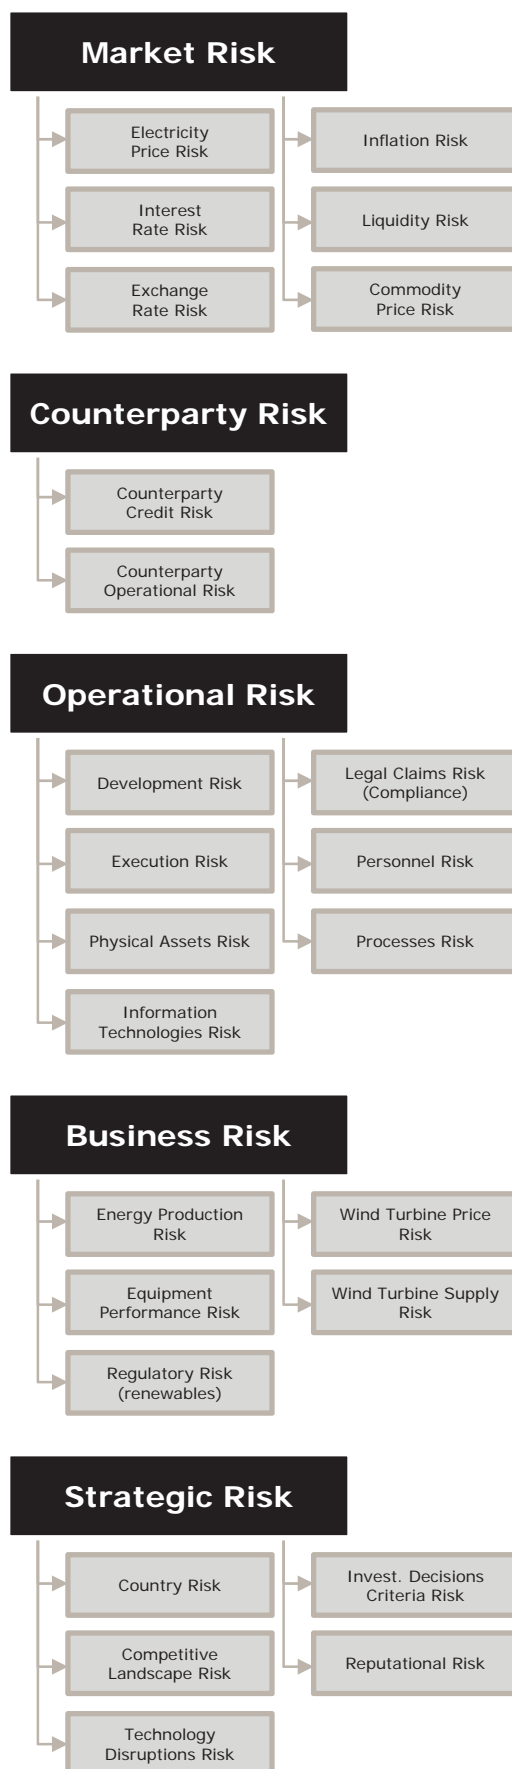 Market Risk
Electricity
Price Risk
Inflation Risk
Interest
Rate Risk
Liquidity Risk
Exchange
Rate Risk
Commodity
Price Risk
Counterparty Risk
Counterparty
Credit Risk
Counterparty
Operational Risk
Operational Risk
Development Risk
Legal Claims Risk
(Compliance)
Execution Risk
Personnel Risk
Physical Assets Risk
Processes Risk
Information
Technologies Risk
Business Risk
Energy Production
Risk
Wind Turbine Price
Risk
Equipment
Performance Risk
Wind Turbine Supply
Risk
Regulatory Risk
(renewables)
Strategic Risk
Country Risk
Invest. Decisions
Criteria Risk
Competitive
Landscape Risk
Reputational Risk
Technology
Disruptions Risk